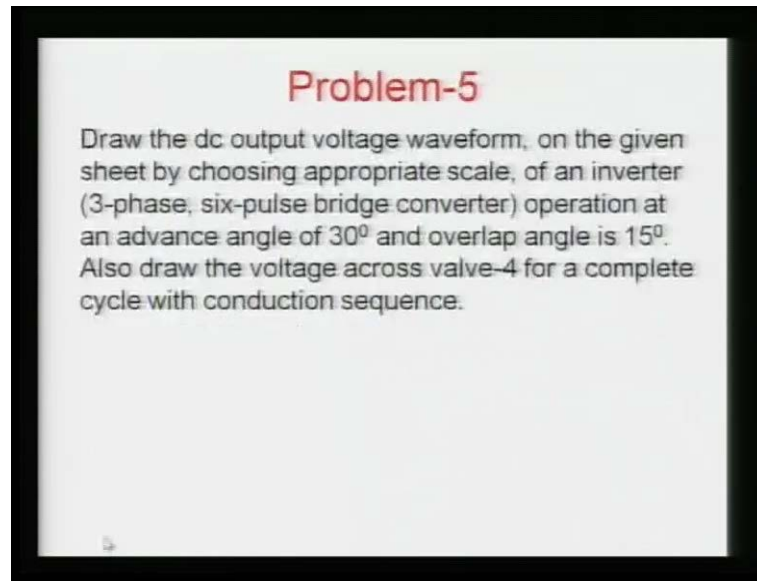 Problem-5
Draw the dc output voltage waveform, on the given
sheet by choosing appropriate scale, of an inverter
(3-phase, six-pulse bridge converter) operation at
an advance angle of 30⁰ and overlap angle is 15⁰.
Also draw the voltage across valve-4 for a complete
cycle with conduction sequence.